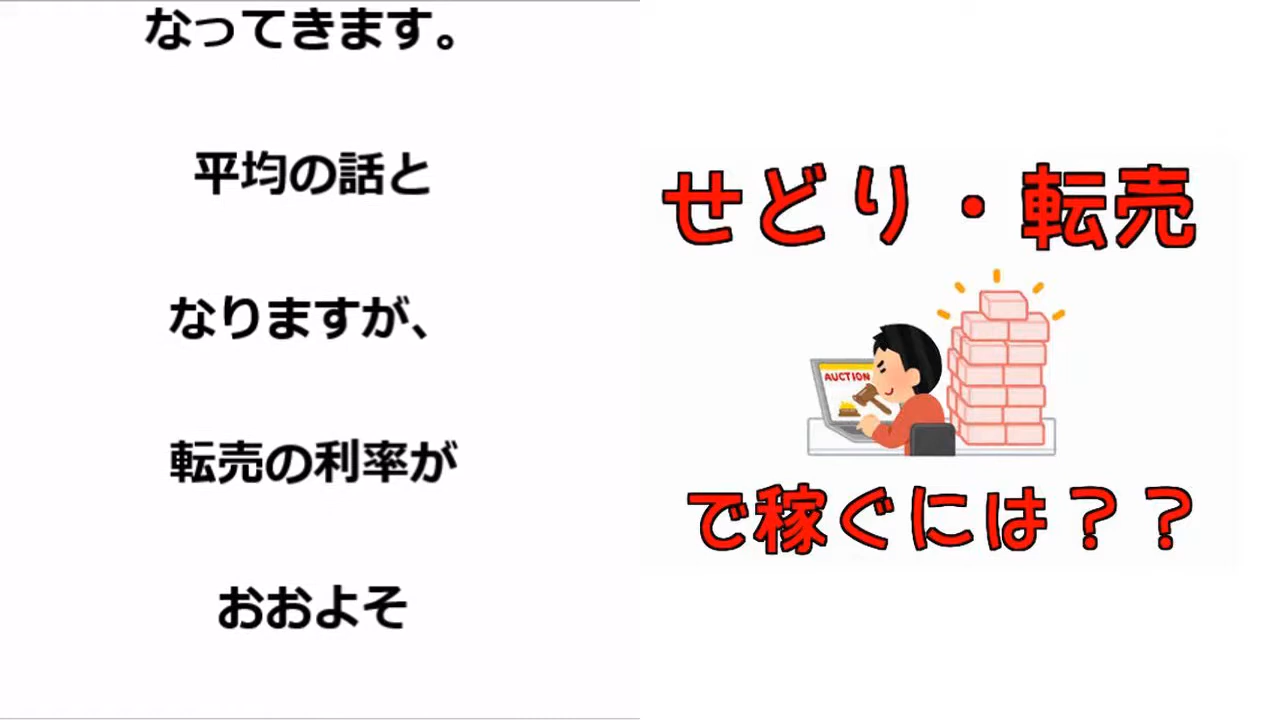 なってきます。
平均の話と
なりますが、
転売の利率が
おおよそ
せどり・転売
AUCTION
で稼ぐには？？